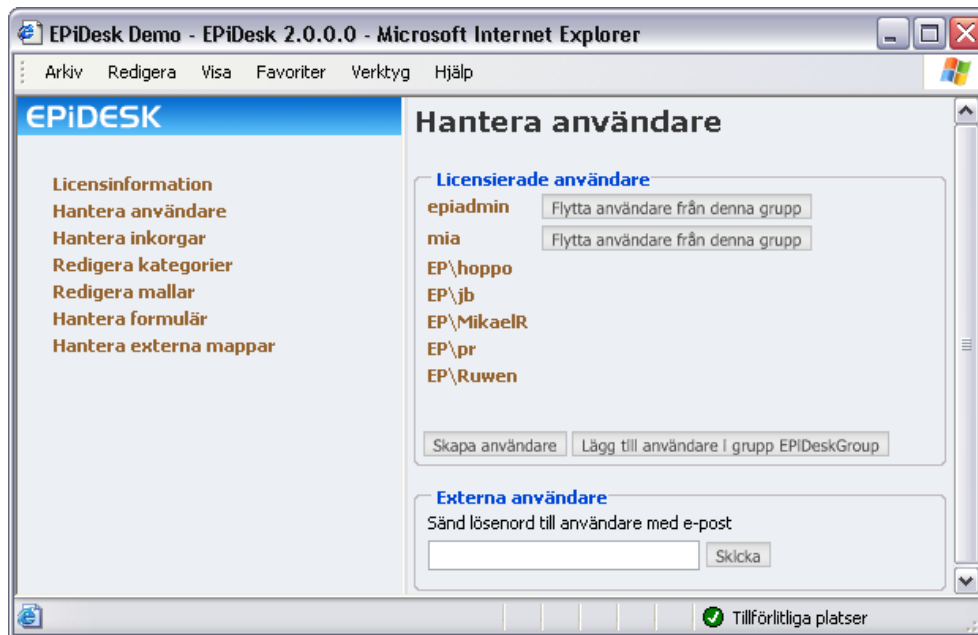 EPiDesk Demo - EPiDesk 2.0.0.0 - Microsoft Internet Explorer
Arkiv Redigera Visa Favoriter Verktyg Hjälp
EPiDESK
Licensinformation
Hantera användare
Hantera inkorgar
Redigera kategorier
Redigera mallar
Hantera formulär
Hantera externa mappar
Hantera användare
Licensierade användare
epiadmin Flytta användare från denna grupp
mia Flytta användare från denna grupp
EP\hoppo
EP\jb
EP\MikaelR
EP\pr
EP\Ruwen
Skapa användare Lägg till användare i grupp EPiDeskGroup
Externa användare
Sänd lösenord till användare med e-post
Skicka
Tillförlitliga platser